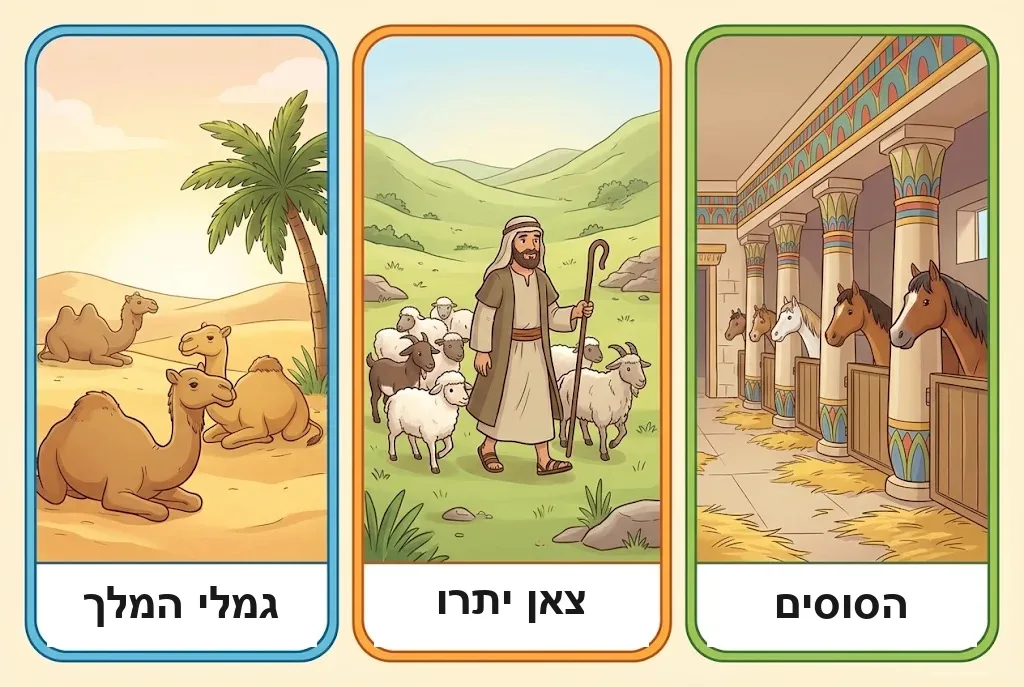 הסוסים
צאן יתרו
גמלי המלך